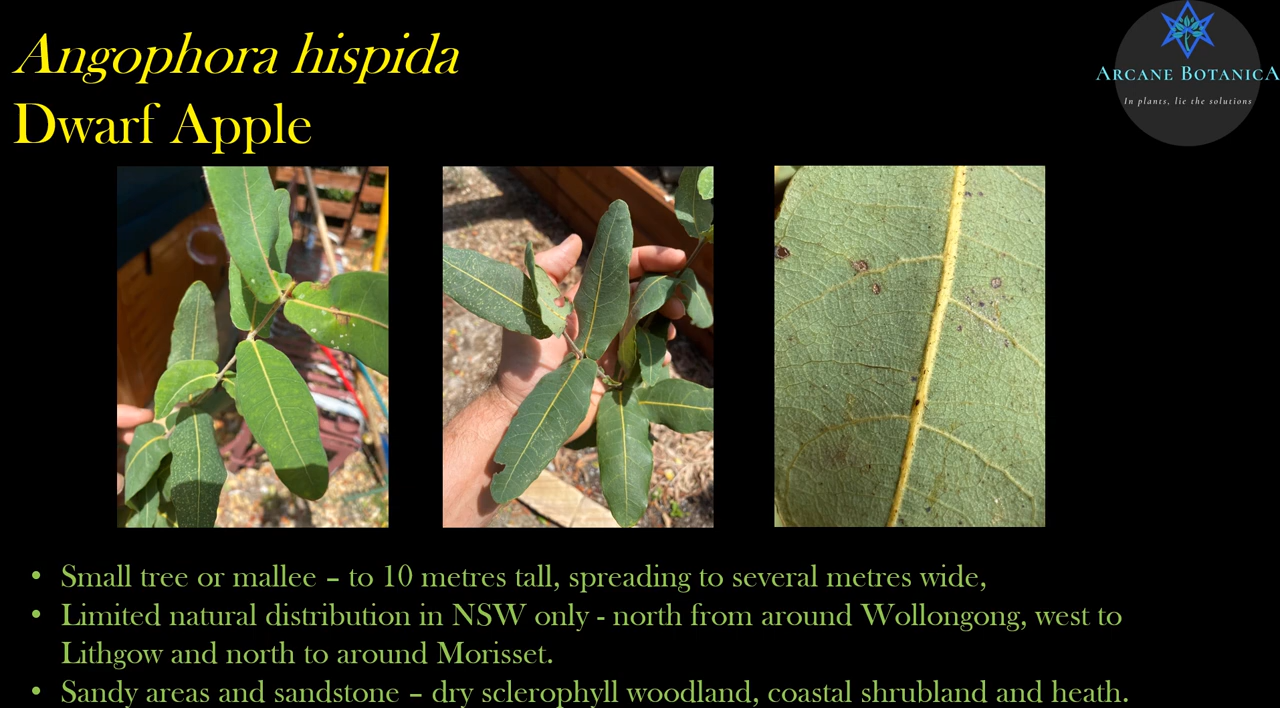 Angophora hispida
Dwarf Apple
ARCANE BOTANICA
In plants, lie the solutions
• Small tree or mallee – to 10 metres tall, spreading to several metres wide,
• Limited natural distribution in NSW only - north from around Wollongong, west to
Lithgow and north to around Morisset.
• Sandy areas and sandstone – dry sclerophyll woodland, coastal shrubland and heath.